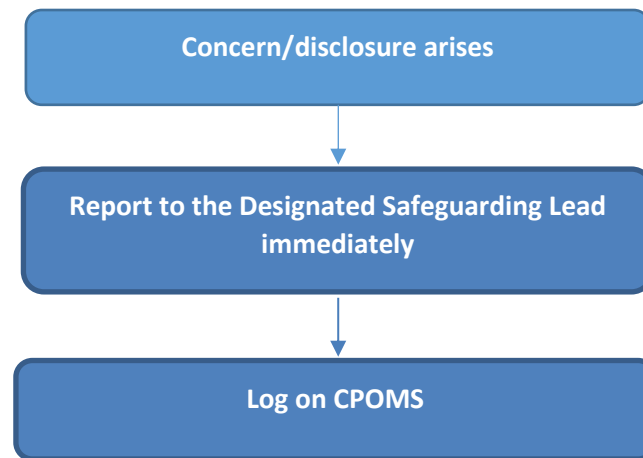 Concern/disclosure arises
Report to the Designated Safeguarding Lead
immediately
Log on CPOMS